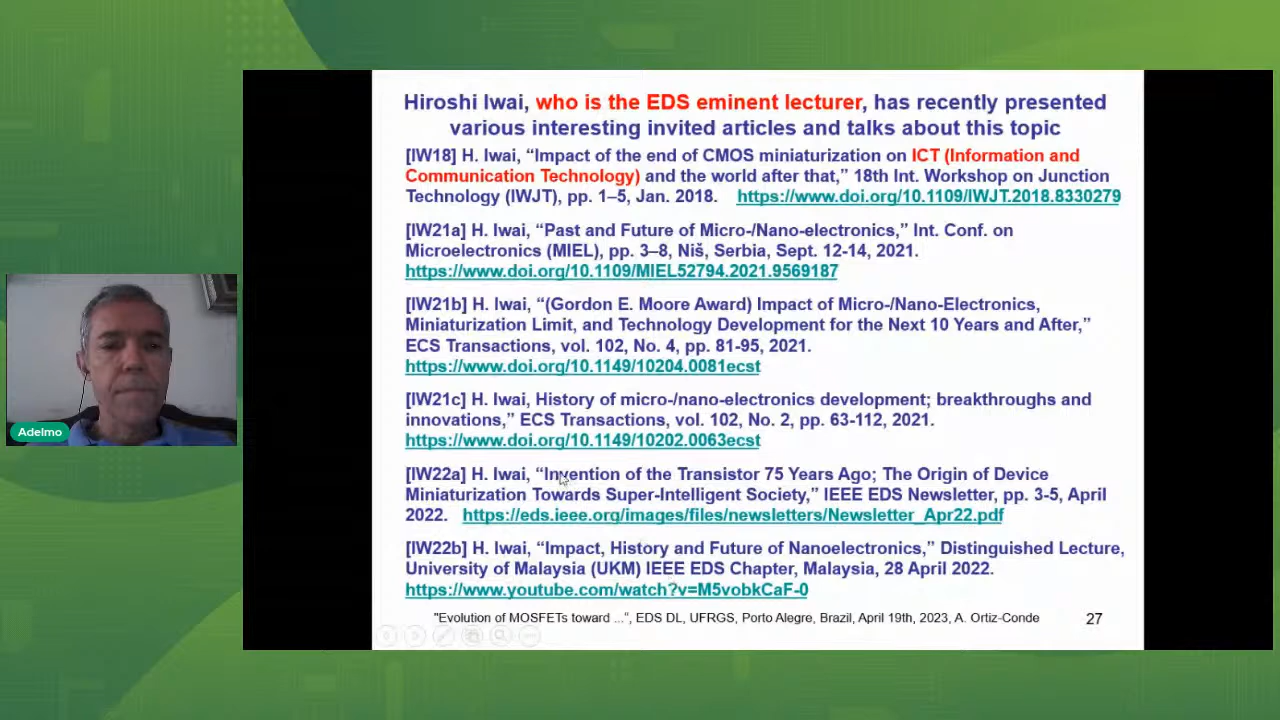 Hiroshi Iwai, who is the EDS eminent lecturer, has recently presented
various interesting invited articles and talks about this topic
[IW18] H. Iwai, “Impact of the end of CMOS miniaturization on ICT (Information and
Communication Technology) and the world after that,” 18th Int. Workshop on Junction
Technology (IWJT), pp. 1–5, Jan. 2018. https://www.doi.org/10.1109/IWJT.2018.8330279
[IW21a] H. Iwai, “Past and Future of Micro-/Nano-electronics,” Int. Conf. on
Microelectronics (MIEL), pp. 3–8, Niš, Serbia, Sept. 12-14, 2021.
https://www.doi.org/10.1109/MIEL52794.2021.9569187
[IW21b] H. Iwai, “(Gordon E. Moore Award) Impact of Micro-/Nano-Electronics,
Miniaturization Limit, and Technology Development for the Next 10 Years and After,”
ECS Transactions, vol. 102, No. 4, pp. 81-95, 2021.
https://www.doi.org/10.1149/10204.0081ecst
[IW21c] H. Iwai, History of micro-/nano-electronics development; breakthroughs and
innovations,” ECS Transactions, vol. 102, No. 2, pp. 63-112, 2021.
https://www.doi.org/10.1149/10202.0063ecst
[IW22a] H. Iwai, “Invention of the Transistor 75 Years Ago; The Origin of Device
Miniaturization Towards Super-Intelligent Society,” IEEE EDS Newsletter, pp. 3-5, April
2022. https://eds.ieee.org/images/files/newsletters/Newsletter_Apr22.pdf
[IW22b] H. Iwai, “Impact, History and Future of Nanoelectronics,” Distinguished Lecture,
University of Malaysia (UKM) IEEE EDS Chapter, Malaysia, 28 April 2022.
https://www.youtube.com/watch?v=M5vobkCaF-0
"Evolution of MOSFETs toward ...", EDS DL, UFRGS, Porto Alegre, Brazil, April 19th, 2023, A. Ortiz-Conde 27
Adelmo